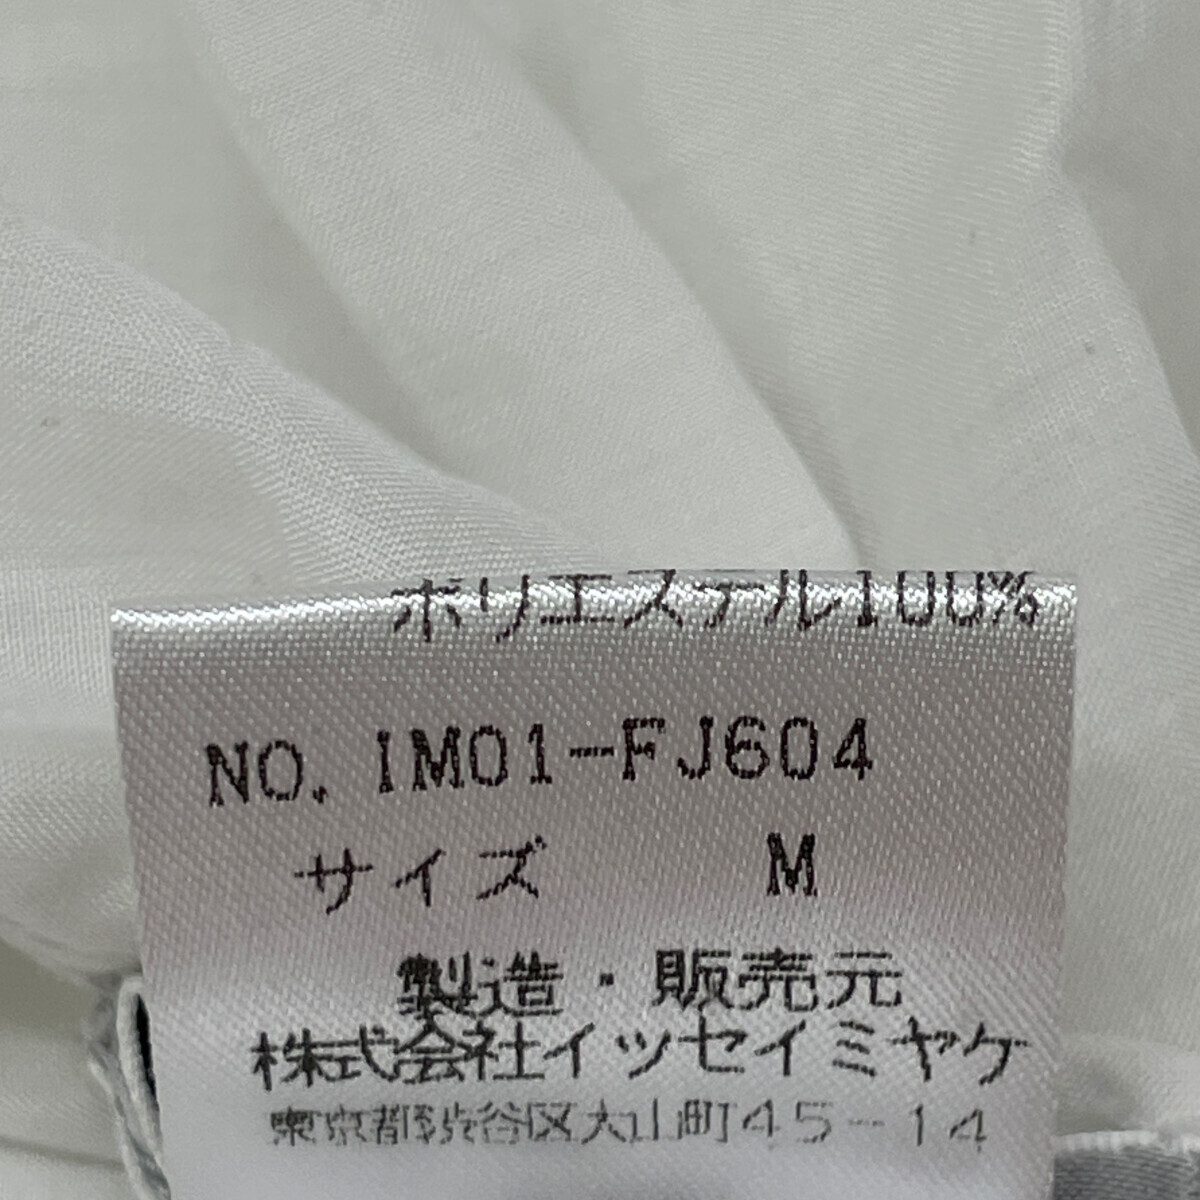 ポリエステル100%
NO. IM01-FJ604
サイズ M
製造・販売元
株式会社イッセイミヤケ
東京都渋谷区大山町45-14